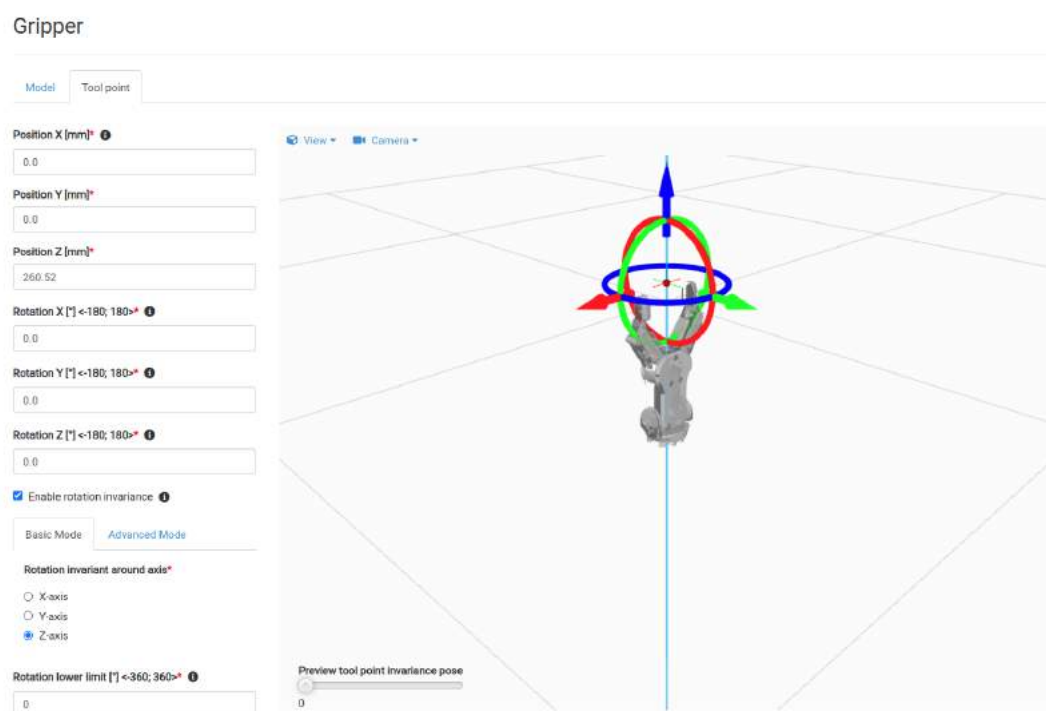 Gripper
Model
Tool point
Position X [mm]*
0.0
Position Y [mm]*
0.0
Position Z [mm]*
260.52
Rotation X [°] <-180; 180>*
0.0
Rotation Y [°] <-180; 180>*
0.0
Rotation Z [°] <-180; 180>*
0.0
Enable rotation invariance
Basic Mode
Advanced Mode
Rotation invariant around axis*
X-axis
Y-axis
Z-axis
Rotation lower limit [°] <-360; 360>*
0
View
Camera
Preview tool point invariance pose
0